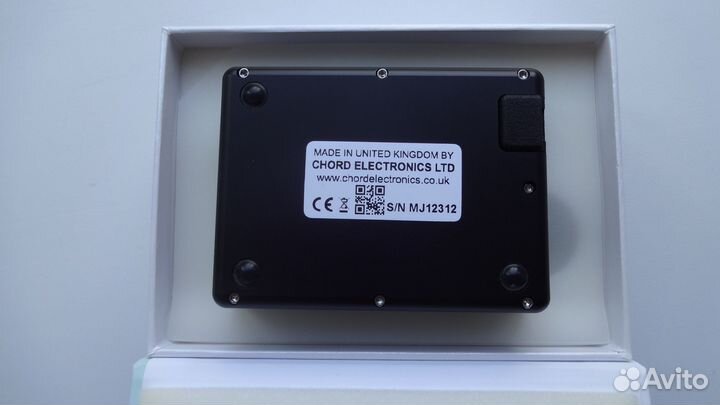 MADE IN UNITED KINGDOM BY
CHORD ELECTRONICS LTD
www.chordelectronics.co.uk
CE S/N MJ12312
Avito